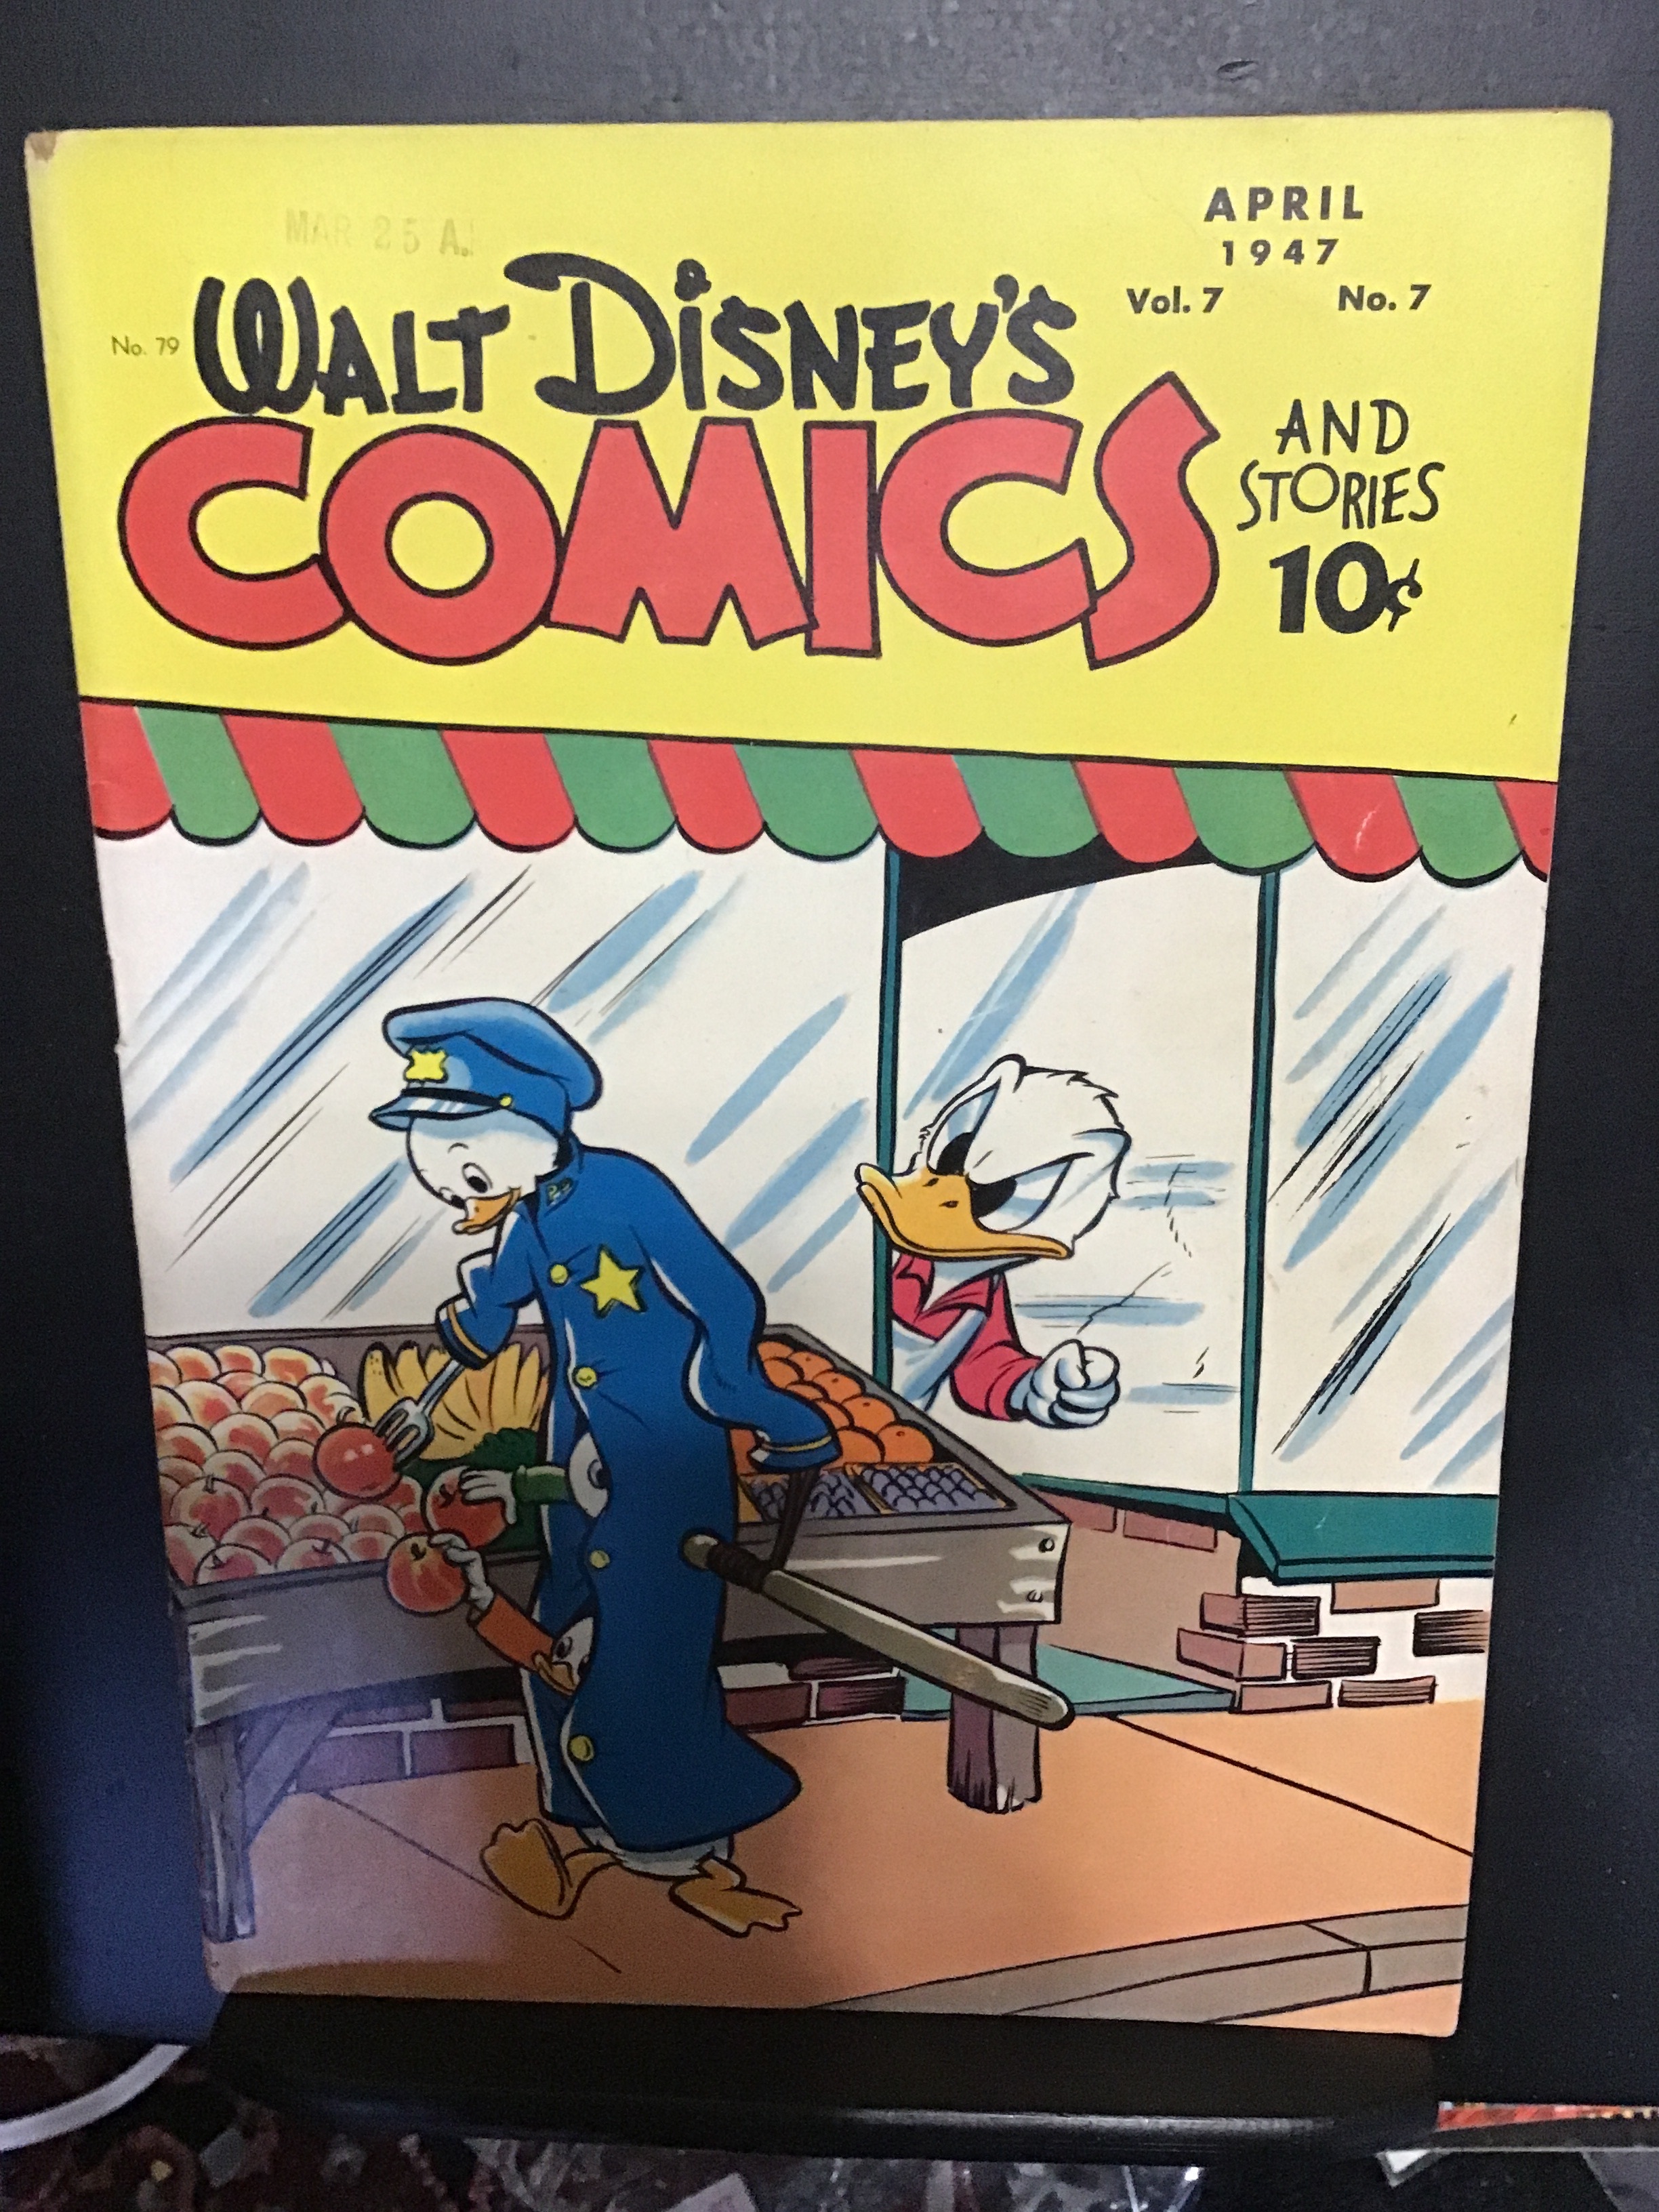 MAR 25 A.
APRIL
1947
Vol. 7 No. 7
No. 79
WALT DISNEY'S
COMICS
AND
STORIES
10¢